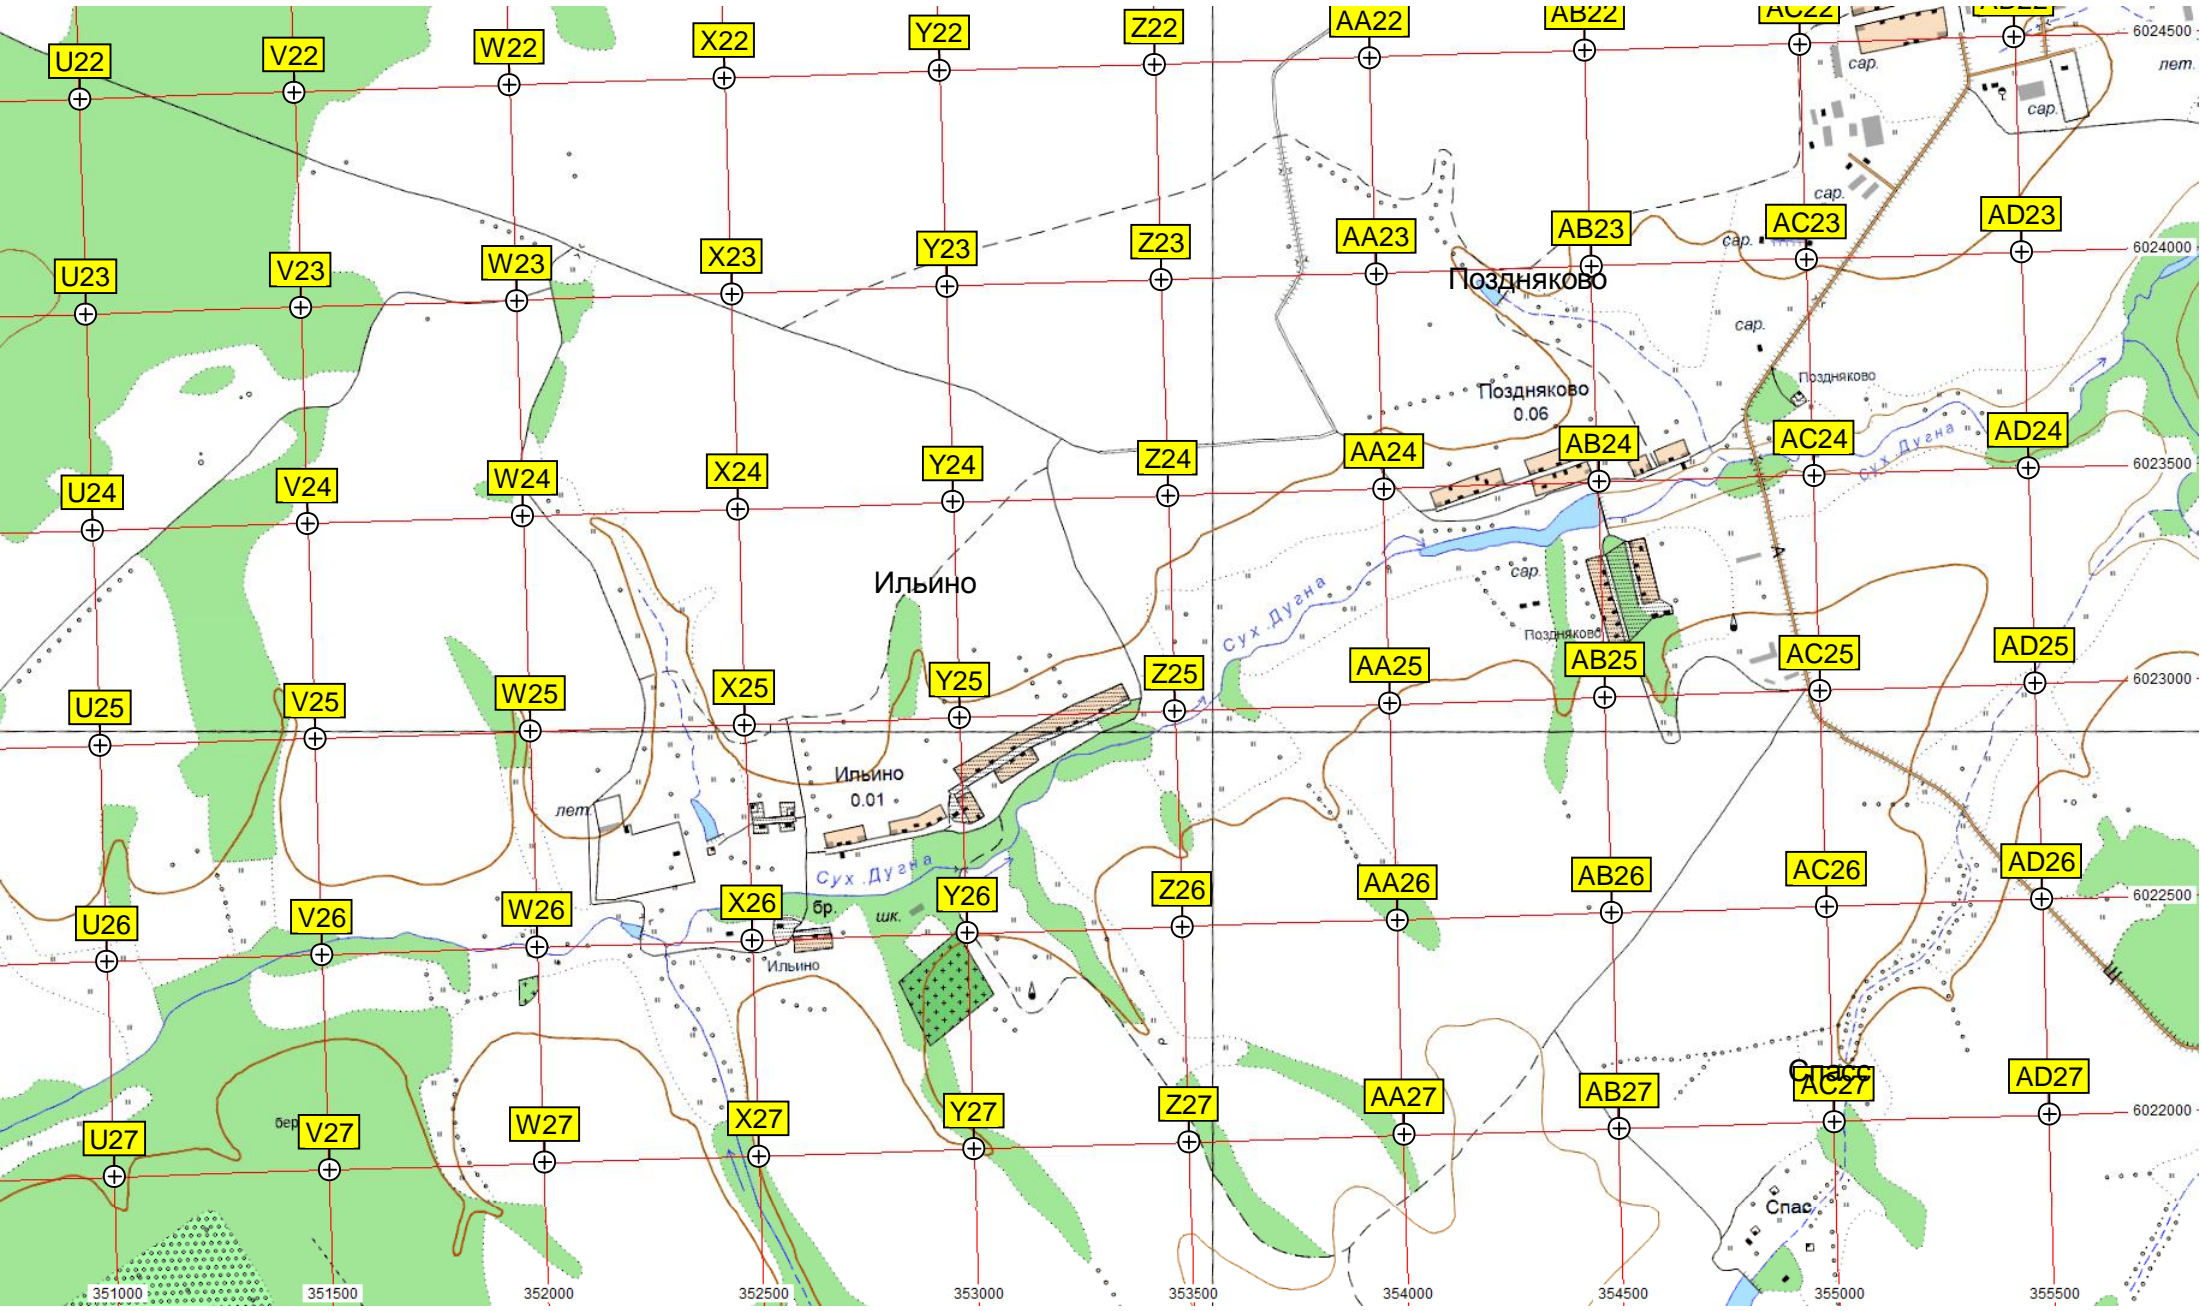 U22 V22 W22 X22 Y22 Z22 AA22 AB22 AC22 AD22 6024500
сар. сар. лет.
сар.
U23 V23 W23 X23 Y23 Z23 AA23 AB23 сар. AC23 AD23 6024000
Поздняково
сар.
Поздняково
Поздняково
0.06
U24 V24 W24 X24 Y24 Z24 AA24 AB24 AC24 AD24 6023500
Сух. Дугна
А
Ильино
сар.
Сух. Дугна
Поздняково
U25 V25 W25 X25 Y25 Z25 AA25 AB25 AC25 AD25 6023000
Ильино
0.01
лет.
Сух. Дугна
U26 V26 W26 X26 бр. шк. Y26 Z26 AA26 AB26 AC26 AD26 6022500
Ильино
Щ
Спасс
U27 бер V27 W27 X27 Y27 Z27 AA27 AB27 AC27 AD27 6022000
Спас
351000 351500 352000 352500 353000 353500 354000 354500 355000 355500